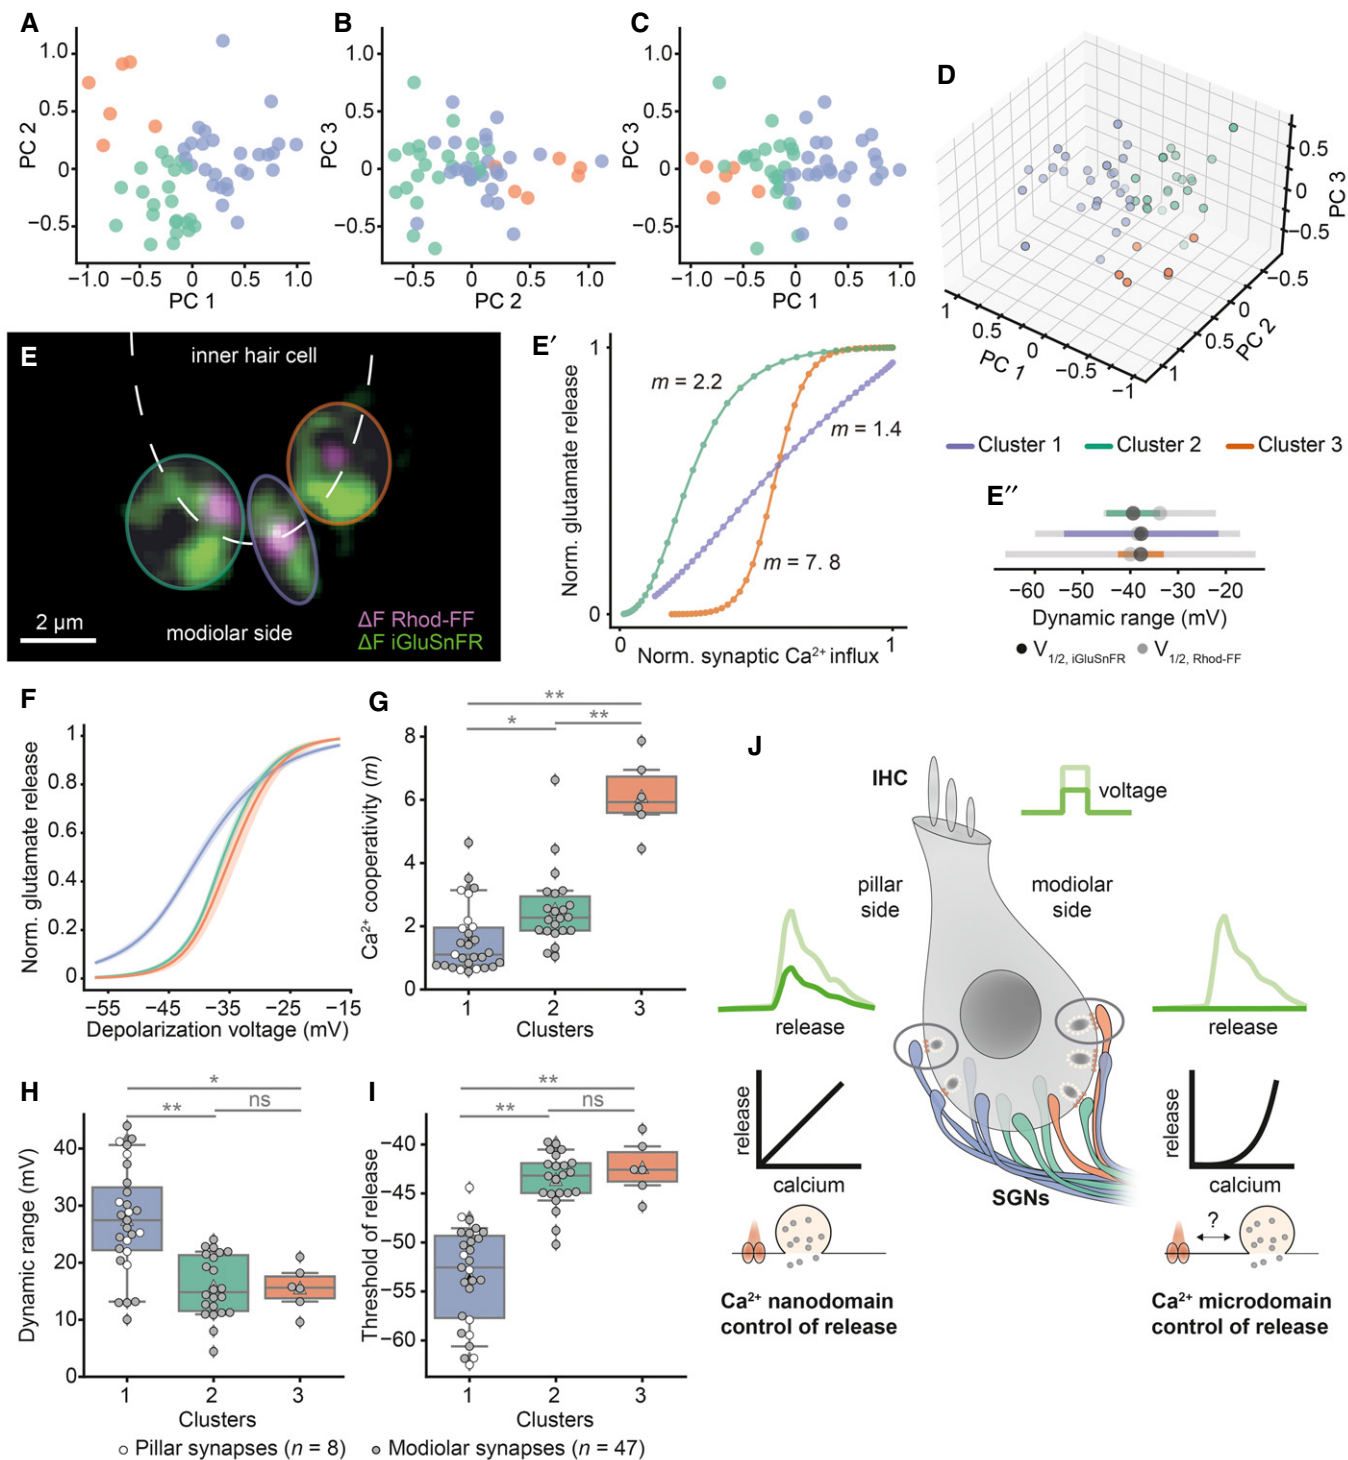 A
1.0
0.5
0
−0.5
PC 2
−1.0 −0.5 0 0.5 1.0
PC 1
B
1.0
0.5
0
−0.5
PC 3
−0.5 0 0.5 1.0
PC 2
C
1.0
0.5
0
−0.5
PC 3
−1.0 −0.5 0 0.5 1.0
PC 1
D
0.5
0
−0.5
PC 3
−0.5
0
0.5
1
PC 2
1
0.5
0
−0.5
−1
PC 1
Cluster 1 Cluster 2 Cluster 3
E
inner hair cell
modiolar side
2 µm
ΔF Rhod-FF
ΔF iGluSnFR
E′
1
0
Norm. glutamate release
m = 2.2
m = 1.4
m = 7. 8
0 1
Norm. synaptic Ca²⁺ influx
E″
−60 −50 −40 −30 −20
Dynamic range (mV)
V1/2, iGluSnFR V1/2, Rhod-FF
F
1
0.8
0.6
0.4
0.2
0
Norm. glutamate release
−55 −45 −35 −25 −15
Depolarization voltage (mV)
G
**
* **
8
6
4
2
0
Ca²⁺ cooperativity (m)
1 2 3
Clusters
H
*
** ns
40
30
20
10
0
Dynamic range (mV)
1 2 3
Clusters
I
**
** ns
−40
−45
−50
−55
−60
Threshold of release
1 2 3
Clusters
Pillar synapses (n = 8) Modiolar synapses (n = 47)
J
IHC
voltage
pillar
side
modiolar
side
release
release
release
calcium
release
calcium
SGNs
?
Ca²⁺ nanodomain
control of release
Ca²⁺ microdomain
control of release